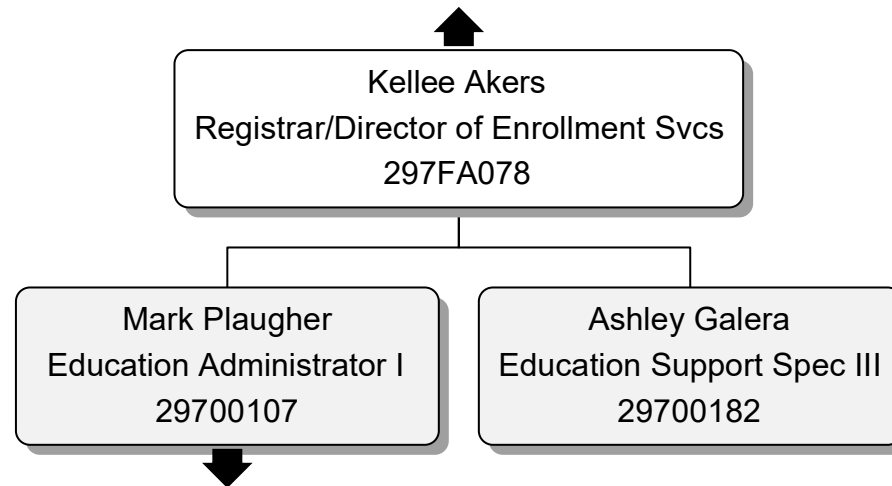 Kellee Akers
Registrar/Director of Enrollment Svcs
297FA078
Mark Plaugher
Education Administrator I
29700107
Ashley Galera
Education Support Spec III
29700182